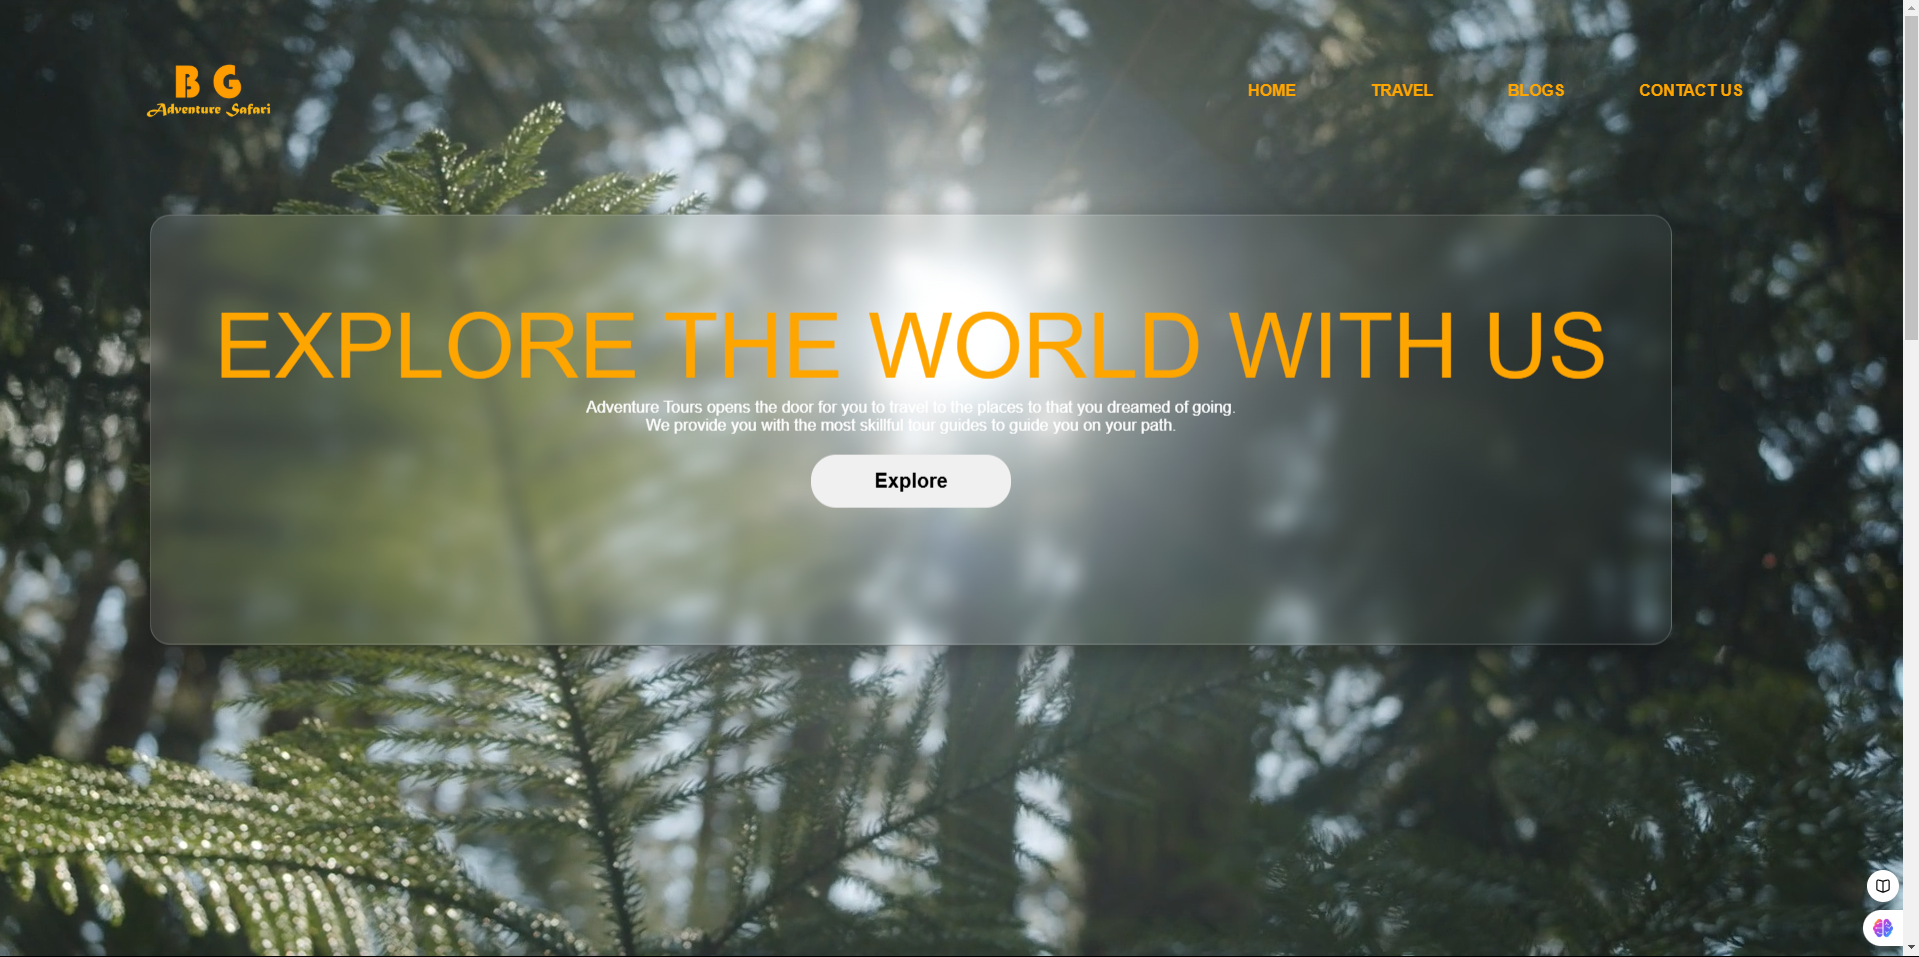 B G
Adventure Safari
HOME
TRAVEL
BLOGS
CONTACT US
EXPLORE THE WORLD WITH US
Adventure Tours opens the door for you to travel to the places to that you dreamed of going.
We provide you with the most skillful tour guides to guide you on your path.
Explore